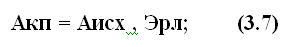 Акп = Аисх , Эрл; (3.7)